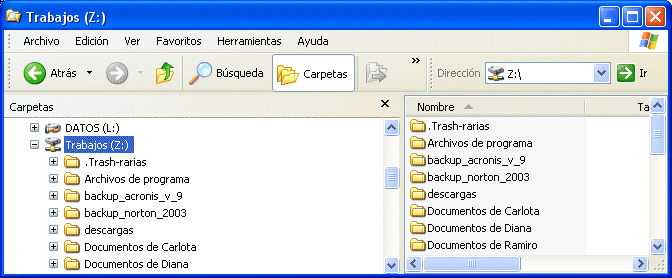 Trabajos (Z:)
Archivo Edición Ver Favoritos Herramientas Ayuda
Atrás Búsqueda Carpetas » Dirección Z:\ Ir
Carpetas
DATOS (L:)
Trabajos (Z:)
.Trash-rarias
Archivos de programa
backup_acronis_v_9
backup_norton_2003
descargas
Documentos de Carlota
Documentos de Diana
Nombre Ta
.Trash-rarias
Archivos de programa
backup_acronis_v_9
backup_norton_2003
descargas
Documentos de Carlota
Documentos de Diana
Documentos de Ramiro